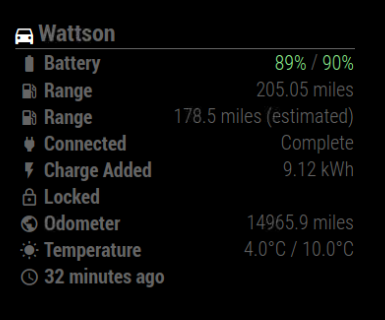 Wattson
Battery 89% / 90%
Range 205.05 miles
Range 178.5 miles (estimated)
Connected Complete
Charge Added 9.12 kWh
Locked
Odometer 14965.9 miles
Temperature 4.0°C / 10.0°C
32 minutes ago